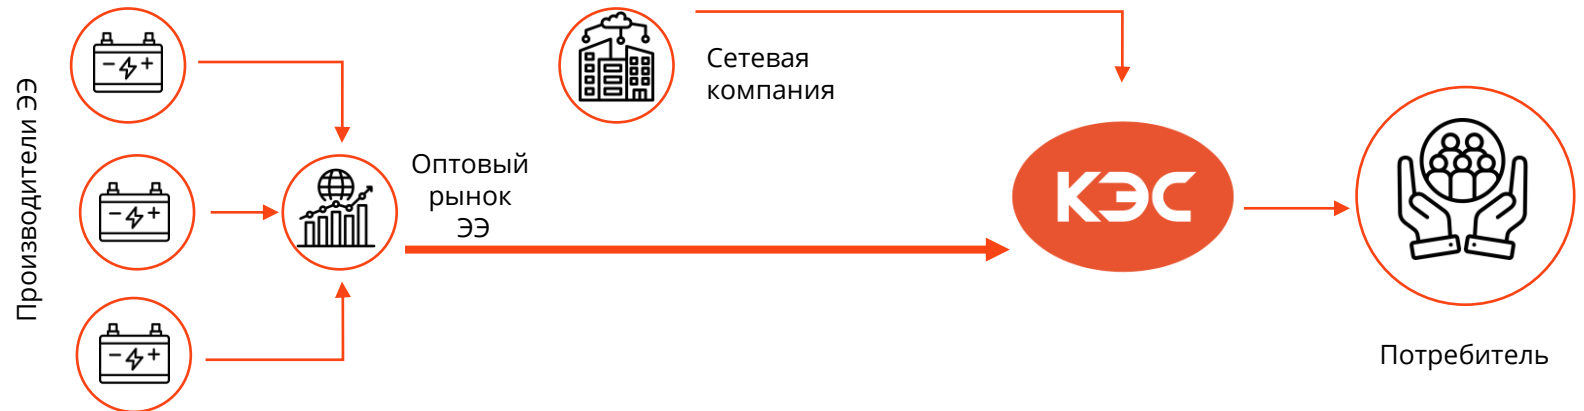 Производители ЭЭ
Оптовый
рынок
ЭЭ
Сетевая
компания
КЭС
Потребитель